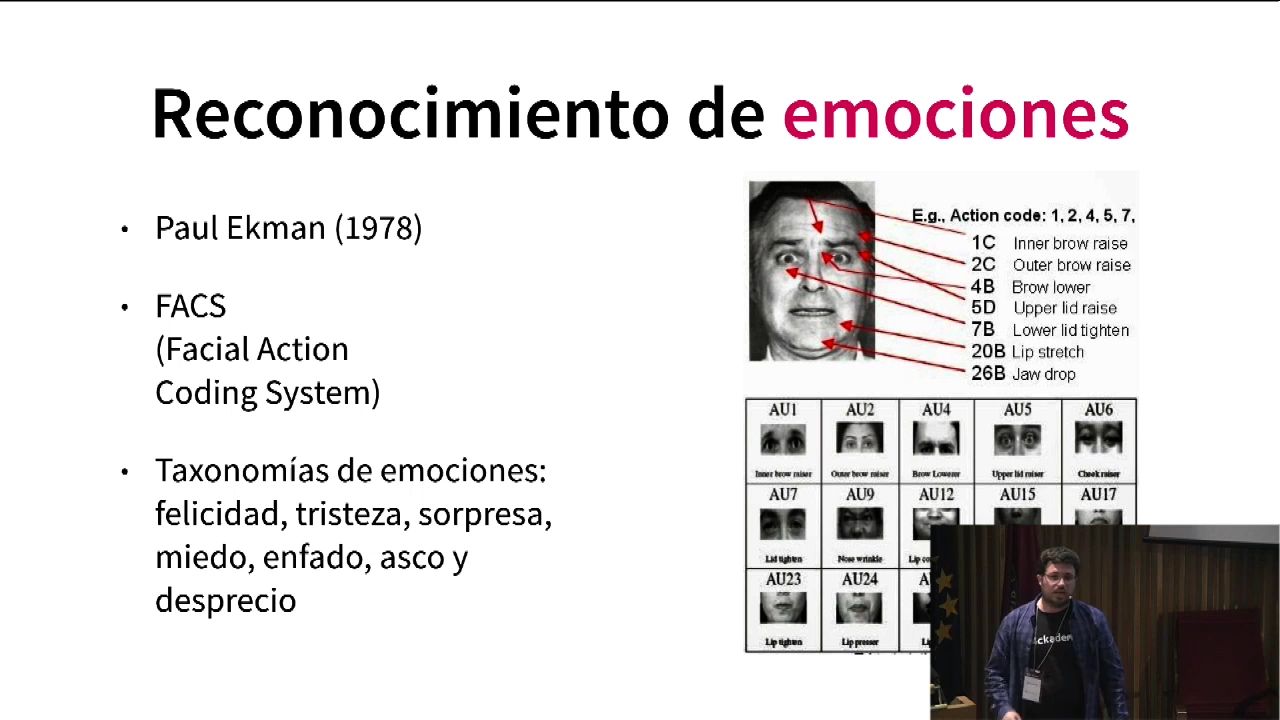 Reconocimiento de emociones
• Paul Ekman (1978)
• FACS
(Facial Action
Coding System)
• Taxonomías de emociones:
felicidad, tristeza, sorpresa,
miedo, enfado, asco y
desprecio
E.g., Action code: 1, 2, 4, 5, 7,
1C Inner brow raise
2C Outer brow raise
4B Brow lower
5D Upper lid raise
7B Lower lid tighten
20B Lip stretch
26B Jaw drop
AU1 AU2 AU4 AU5 AU6
Inner brow raiser Outer brow raiser Brow Lowerer Upper lid raiser Cheek raiser
AU7 AU9 AU12 AU15 AU17
Lid tighten Nose wrinkle Lip
AU23 AU24
Lip tighten Lip presser